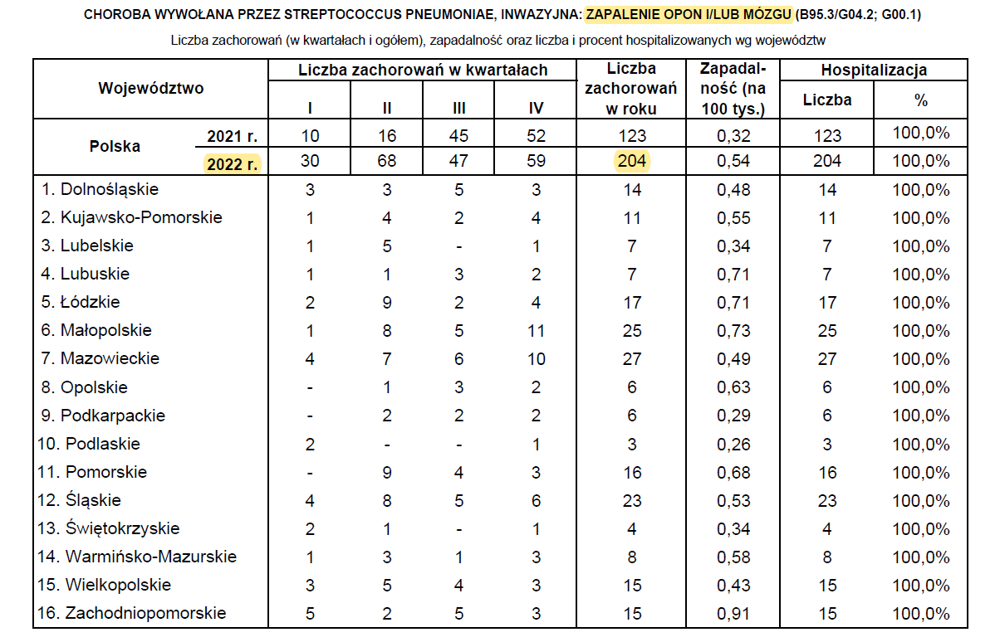 CHOROBA WYWOŁANA PRZEZ STREPTOCOCCUS PNEUMONIAE, INWAZYJNA: ZAPALENIE OPON I/LUB MÓZGU (B95.3/G04.2; G00.1)
Liczba zachorowań (w kwartałach i ogółem), zapadalność oraz liczba i procent hospitalizowanych wg województw
Województwo Liczba zachorowań w kwartałach Liczba zachorowań w roku Zapadal-ność (na 100 tys.) Hospitalizacja
I II III IV Liczba %
Polska 2021 r. 10 16 45 52 123 0,32 123 100,0%
2022 r. 30 68 47 59 204 0,54 204 100,0%
1. Dolnośląskie 3 3 5 3 14 0,48 14 100,0%
2. Kujawsko-Pomorskie 1 4 2 4 11 0,55 11 100,0%
3. Lubelskie 1 5 - 1 7 0,34 7 100,0%
4. Lubuskie 1 1 3 2 7 0,71 7 100,0%
5. Łódzkie 2 9 2 4 17 0,71 17 100,0%
6. Małopolskie 1 8 5 11 25 0,73 25 100,0%
7. Mazowieckie 4 7 6 10 27 0,49 27 100,0%
8. Opolskie - 1 3 2 6 0,63 6 100,0%
9. Podkarpackie - 2 2 2 6 0,29 6 100,0%
10. Podlaskie 2 - - 1 3 0,26 3 100,0%
11. Pomorskie - 9 4 3 16 0,68 16 100,0%
12. Śląskie 4 8 5 6 23 0,53 23 100,0%
13. Świętokrzyskie 2 1 - 1 4 0,34 4 100,0%
14. Warmińsko-Mazurskie 1 3 1 3 8 0,58 8 100,0%
15. Wielkopolskie 3 5 4 3 15 0,43 15 100,0%
16. Zachodniopomorskie 5 2 5 3 15 0,91 15 100,0%